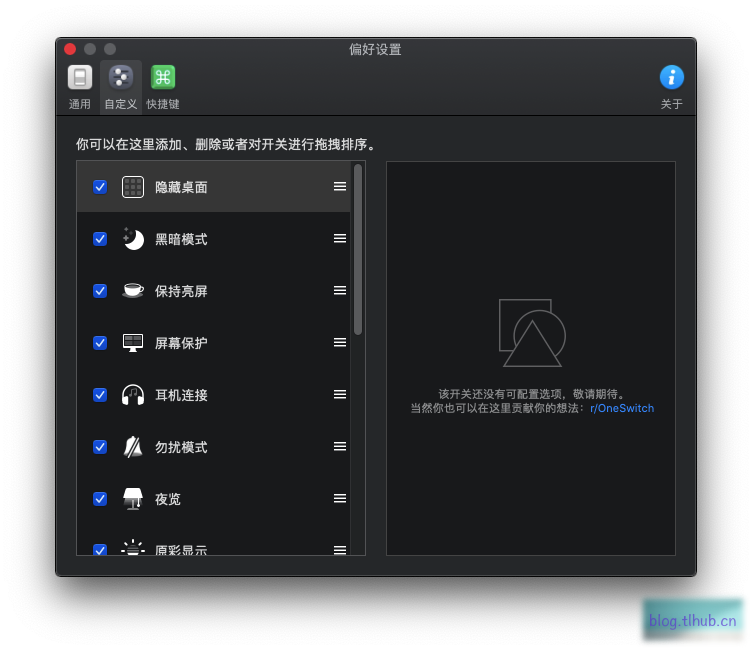 偏好设置
通用 自定义 快捷键 关于
你可以在这里添加、删除或者对开关进行拖拽排序。
隐藏桌面
黑暗模式
保持亮屏
屏幕保护
耳机连接
勿扰模式
夜览
原彩显示
该开关还没有可配置选项，敬请期待。
当然你也可以在这里贡献你的想法：r/OneSwitch
blog.tlhub.cn